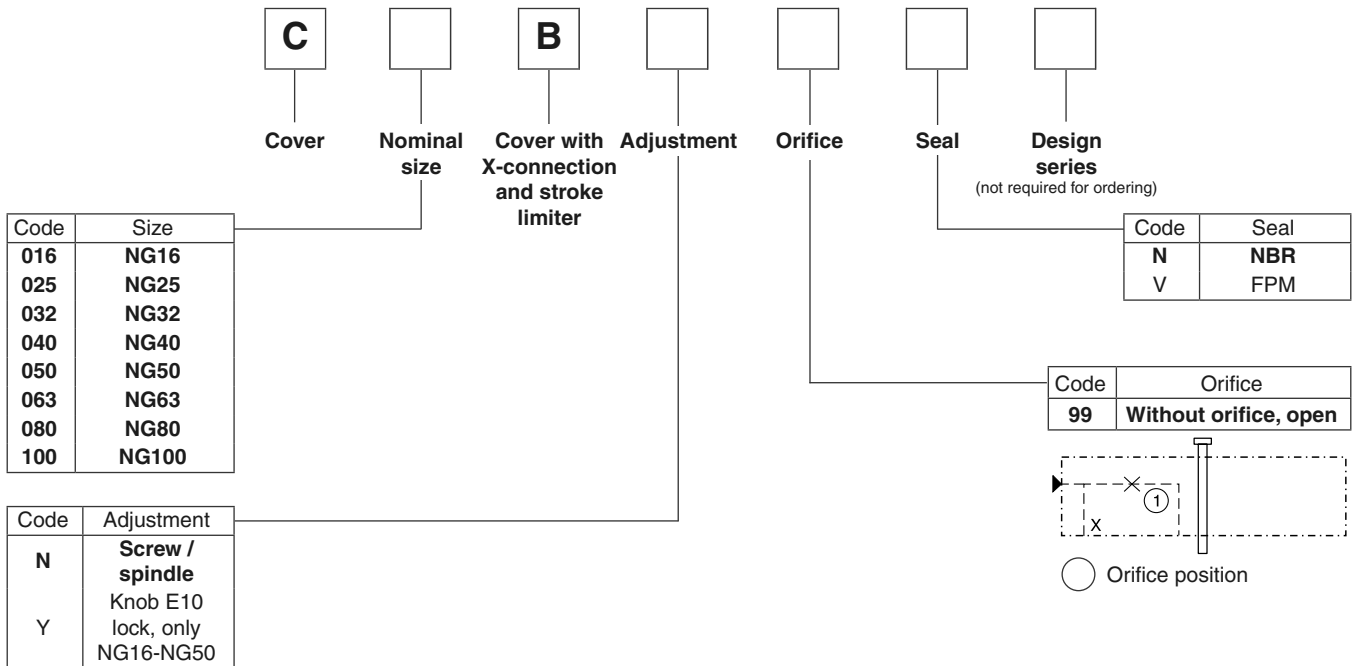 C B
Cover
Nominal
size
Cover with
X-connection
and stroke
limiter
Adjustment
Orifice
Seal
Design
series
(not required for ordering)
Code Size
016 NG16
025 NG25
032 NG32
040 NG40
050 NG50
063 NG63
080 NG80
100 NG100
Code Seal
N NBR
V FPM
Code Orifice
99 Without orifice, open
1
X
Orifice position
Code Adjustment
N Screw /
spindle
Y Knob E10
lock, only
NG16-NG50